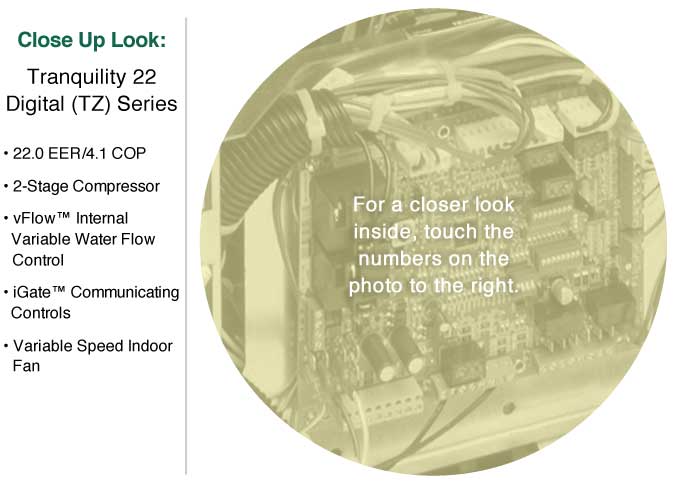 Close Up Look:
Tranquility 22
Digital (TZ) Series
• 22.0 EER/4.1 COP
• 2-Stage Compressor
• vFlow™ Internal
Variable Water Flow
Control
• iGate™ Communicating
Controls
• Variable Speed Indoor
Fan
For a closer look
inside, touch the
numbers on the
photo to the right.